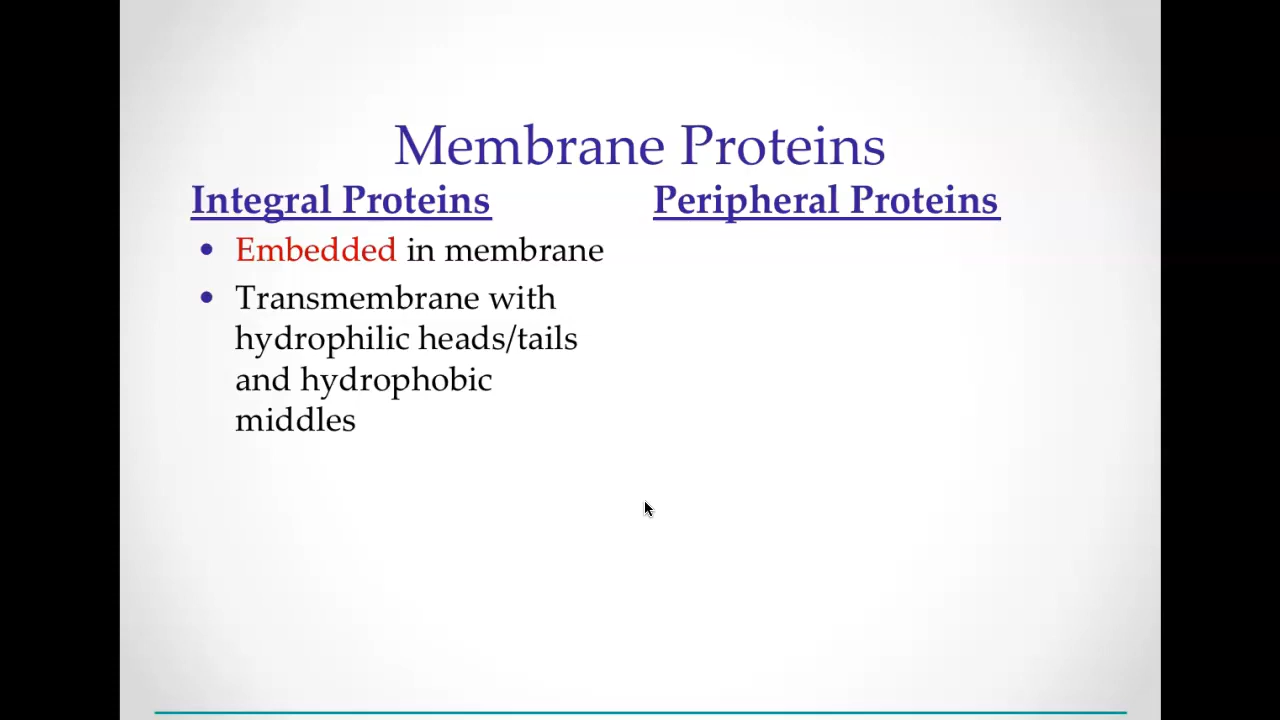 Membrane Proteins
Integral Proteins
Embedded in membrane
Transmembrane with
hydrophilic heads/tails
and hydrophobic
middles
Peripheral Proteins